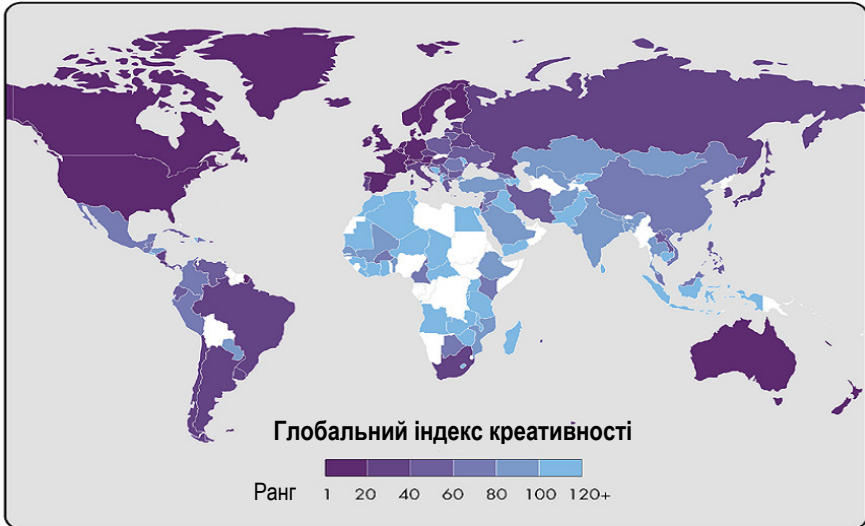 Глобальний індекс креативності
Ранг 1 20 40 60 80 100 120+